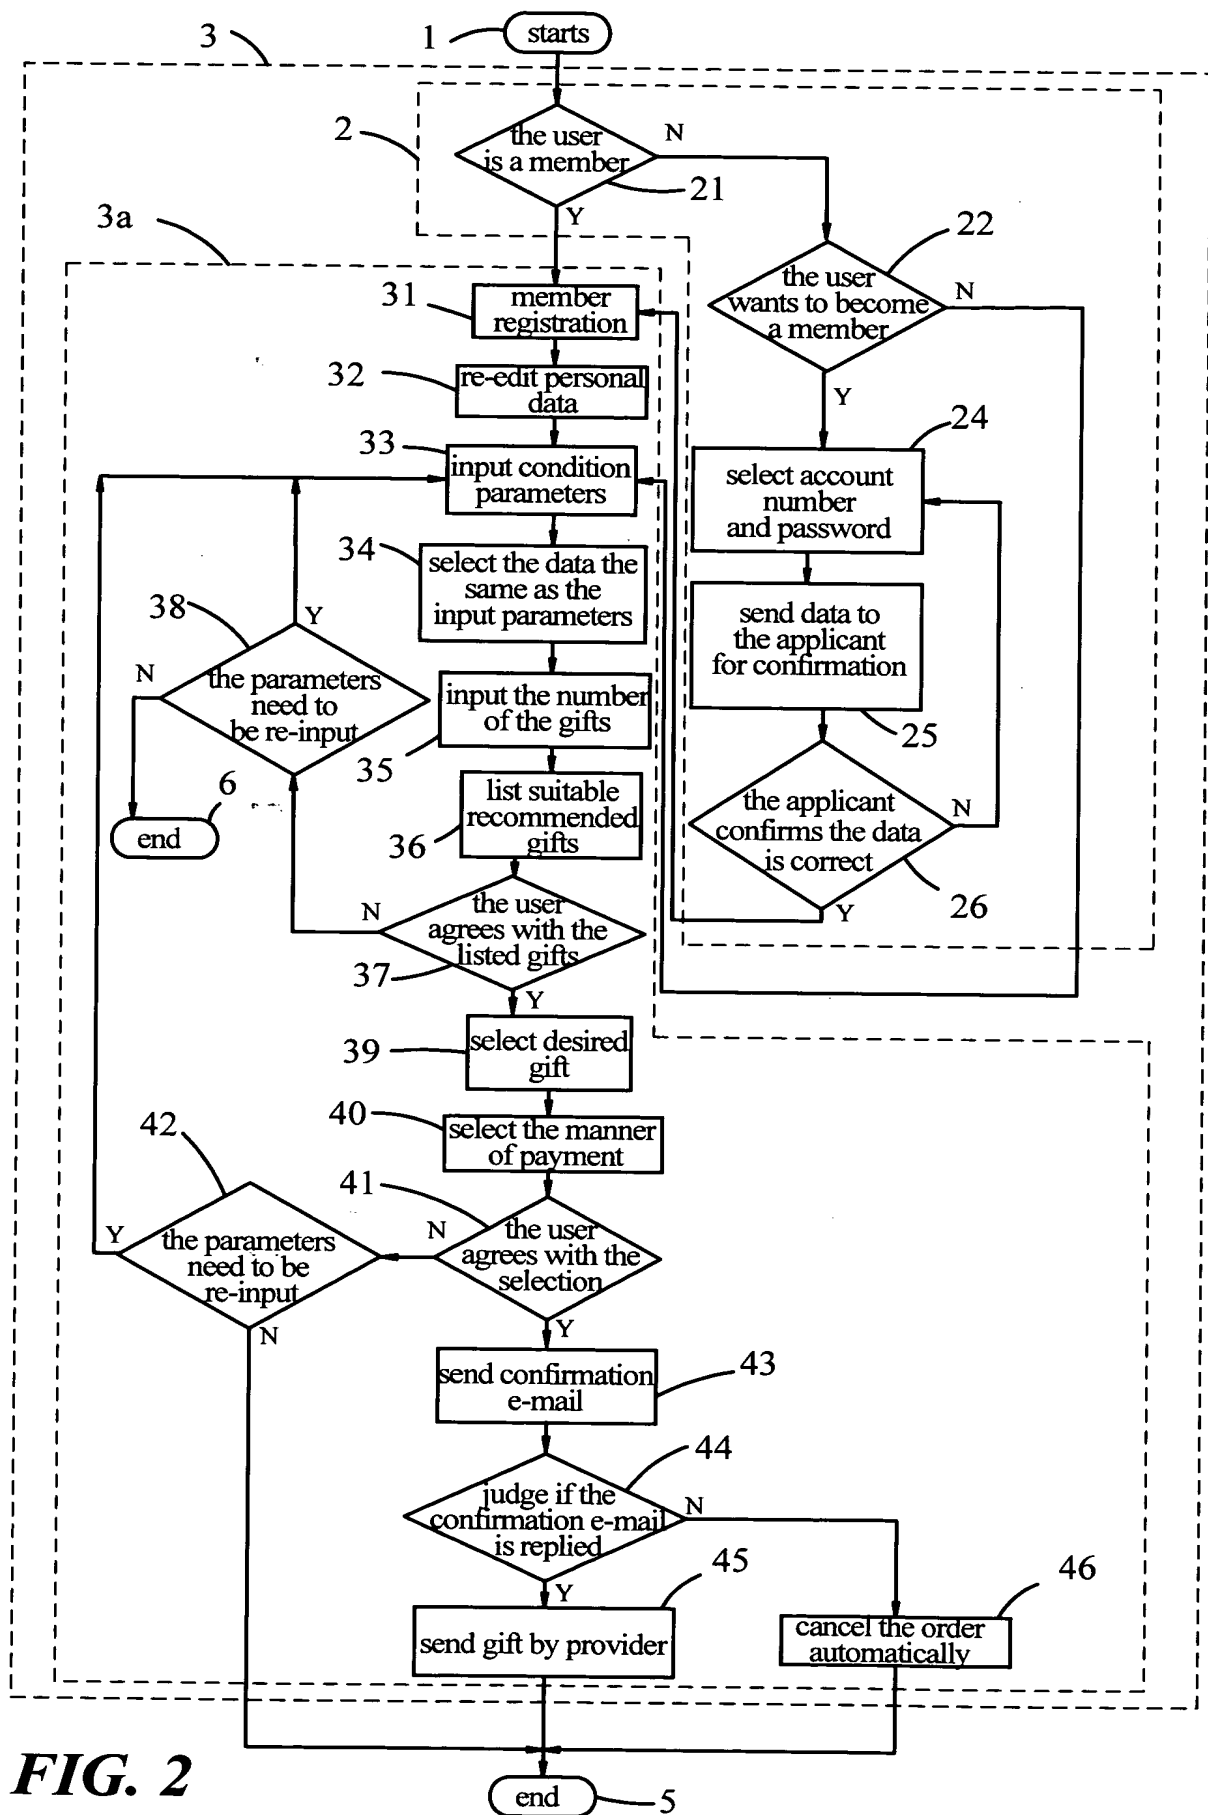 3
1
starts
2
the user
is a member
N
21
Y
3a
22
the user
wants to become
a member
N
Y
31
member
registration
32
re-edit personal
data
33
input condition
parameters
24
select account
number
and password
34
select the data the
same as the
input parameters
38
Y
N
the parameters
need to
be re-input
send data to
the applicant
for confirmation
25
input the number
of the gifts
35
6
end
list suitable
recommended
gifts
36
the applicant
confirms the data
is correct
N
26
Y
N
the user
agrees with the
listed gifts
37
Y
39
select desired
gift
40
select the manner
of payment
42
41
Y
the parameters
need to be
re-input
N
N
the user
agrees with the
selection
Y
send confirmation
e-mail
43
44
judge if the
confirmation e-mail
is replied
N
Y
45
send gift by provider
46
cancel the order
automatically
FIG. 2
end
5